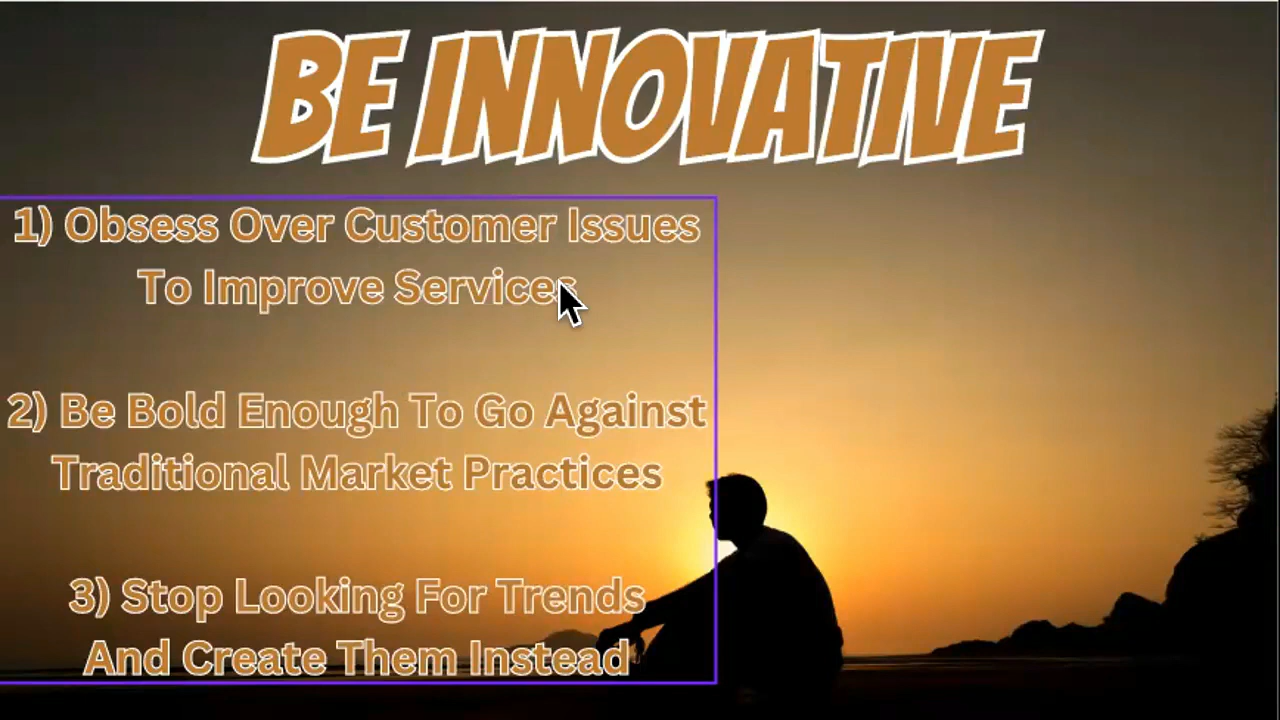 BE INNOVATIVE
1) Obsess Over Customer Issues
To Improve Services
2) Be Bold Enough To Go Against
Traditional Market Practices
3) Stop Looking For Trends
And Create Them Instead